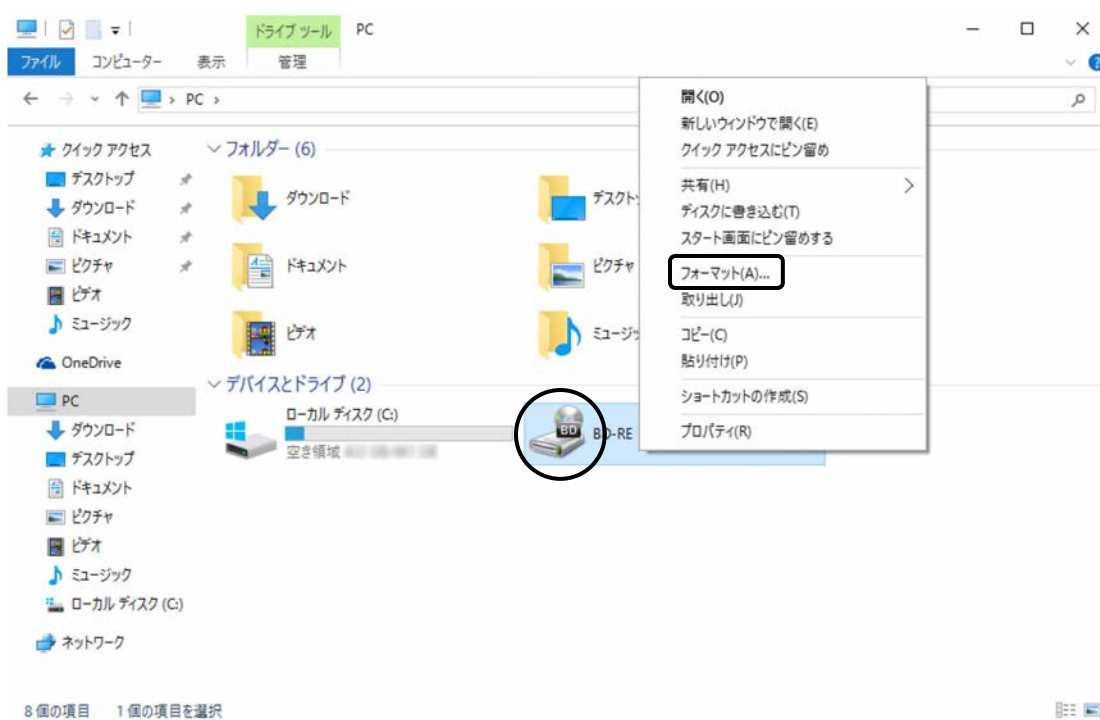 ドライブ ツール PC
ファイル コンピューター 表示 管理
PC
クイック アクセス
デスクトップ
ダウンロード
ドキュメント
ピクチャ
ビデオ
ミュージック
OneDrive
PC
ダウンロード
デスクトップ
ドキュメント
ピクチャ
ビデオ
ミュージック
ローカル ディスク (C:)
ネットワーク
フォルダー (6)
ダウンロード
ドキュメント
ピクチャ
ビデオ
デバイスとドライブ (2)
ローカル ディスク (C:)
空き領域
BD
BD-RE
開く(O)
新しいウィンドウで開く(E)
クイック アクセスにピン留め
共有(H)
ディスクに書き込む(T)
スタート画面にピン留めする
フォーマット(A)...
取り出し(J)
コピー(C)
貼り付け(P)
ショートカットの作成(S)
プロパティ(R)
8 個の項目 1 個の項目を選択